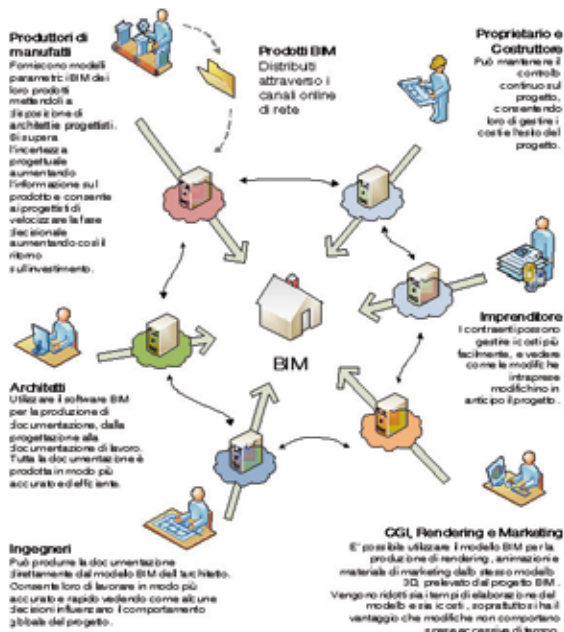 Produttori di
manufatti
Forniscono modelli
parametrici BIM dei
loro prodotti
mettendoli a
disposizione di
architetti e progettisti.
Si supera
l'incertezza
progettuale
aumentando
l'informazione sul
prodotto e consente
ai progettisti di
velocizzare la fase
decisionale
aumentando così il
ritorno
sull'investimento.
Prodotti BIM
Distribuiti
attraverso i
canali online
di rete
Proprietario e
Costruttore
Può mantenere il
controllo
continuo sul
progetto,
consentendo
loro di gestire i
costi e l'esito del
progetto.
Imprenditore
I contraenti possono
gestire i costi più
facilmente, e vedere
come le modifiche
intraprese
modifichino in
anticipo il progetto.
BIM
Architetti
Utilizzare il software BIM
per la produzione di
documentazione, dalla
progettazione alla
documentazione di lavoro.
Tutta la documentazione è
prodotta in modo più
accurato ed efficiente.
Ingegneri
Può produrre la documentazione
direttamente dal modello BIM dell'architetto.
Consente loro di lavorare in modo più
accurato e rapido vedendo come alcune
decisioni influenzano il comportamento
globale del progetto.
CGI, Rendering e Marketing
E' possibile utilizzare il modello BIM per la
produzione di rendering, animazioni e
materiale di marketing dallo stesso modello
3D, prelevato dal progetto BIM.
Vengono ridotti sia i tempi di elaborazione del
modello e sia i costi, soprattutto si ha il
vantaggio che modifiche non comportano
spese eccessive di tempo.